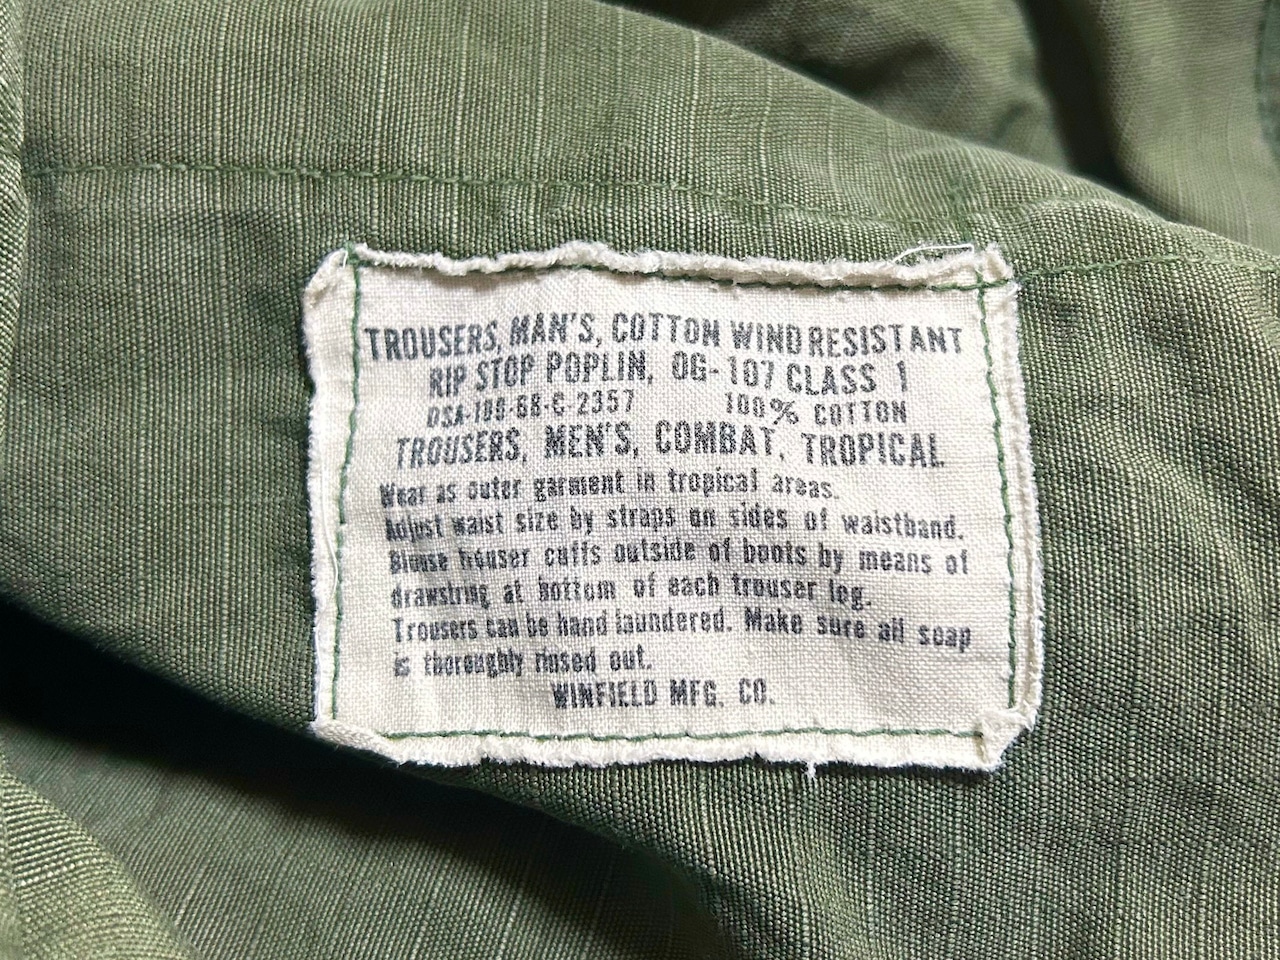 TROUSERS, MAN'S, COTTON WIND RESISTANT
RIP STOP POPLIN, OG-107 CLASS 1
DSA-100-68-C-2357 100% COTTON
TROUSERS, MEN'S, COMBAT, TROPICAL
Wear as outer garment in tropical areas.
Adjust waist size by straps on sides of waistband.
Blouse trouser cuffs outside of boots by means of
drawstring at bottom of each trouser leg.
Trousers can be hand laundered. Make sure all soap
is thoroughly rinsed out.
WINFIELD MFG. CO.